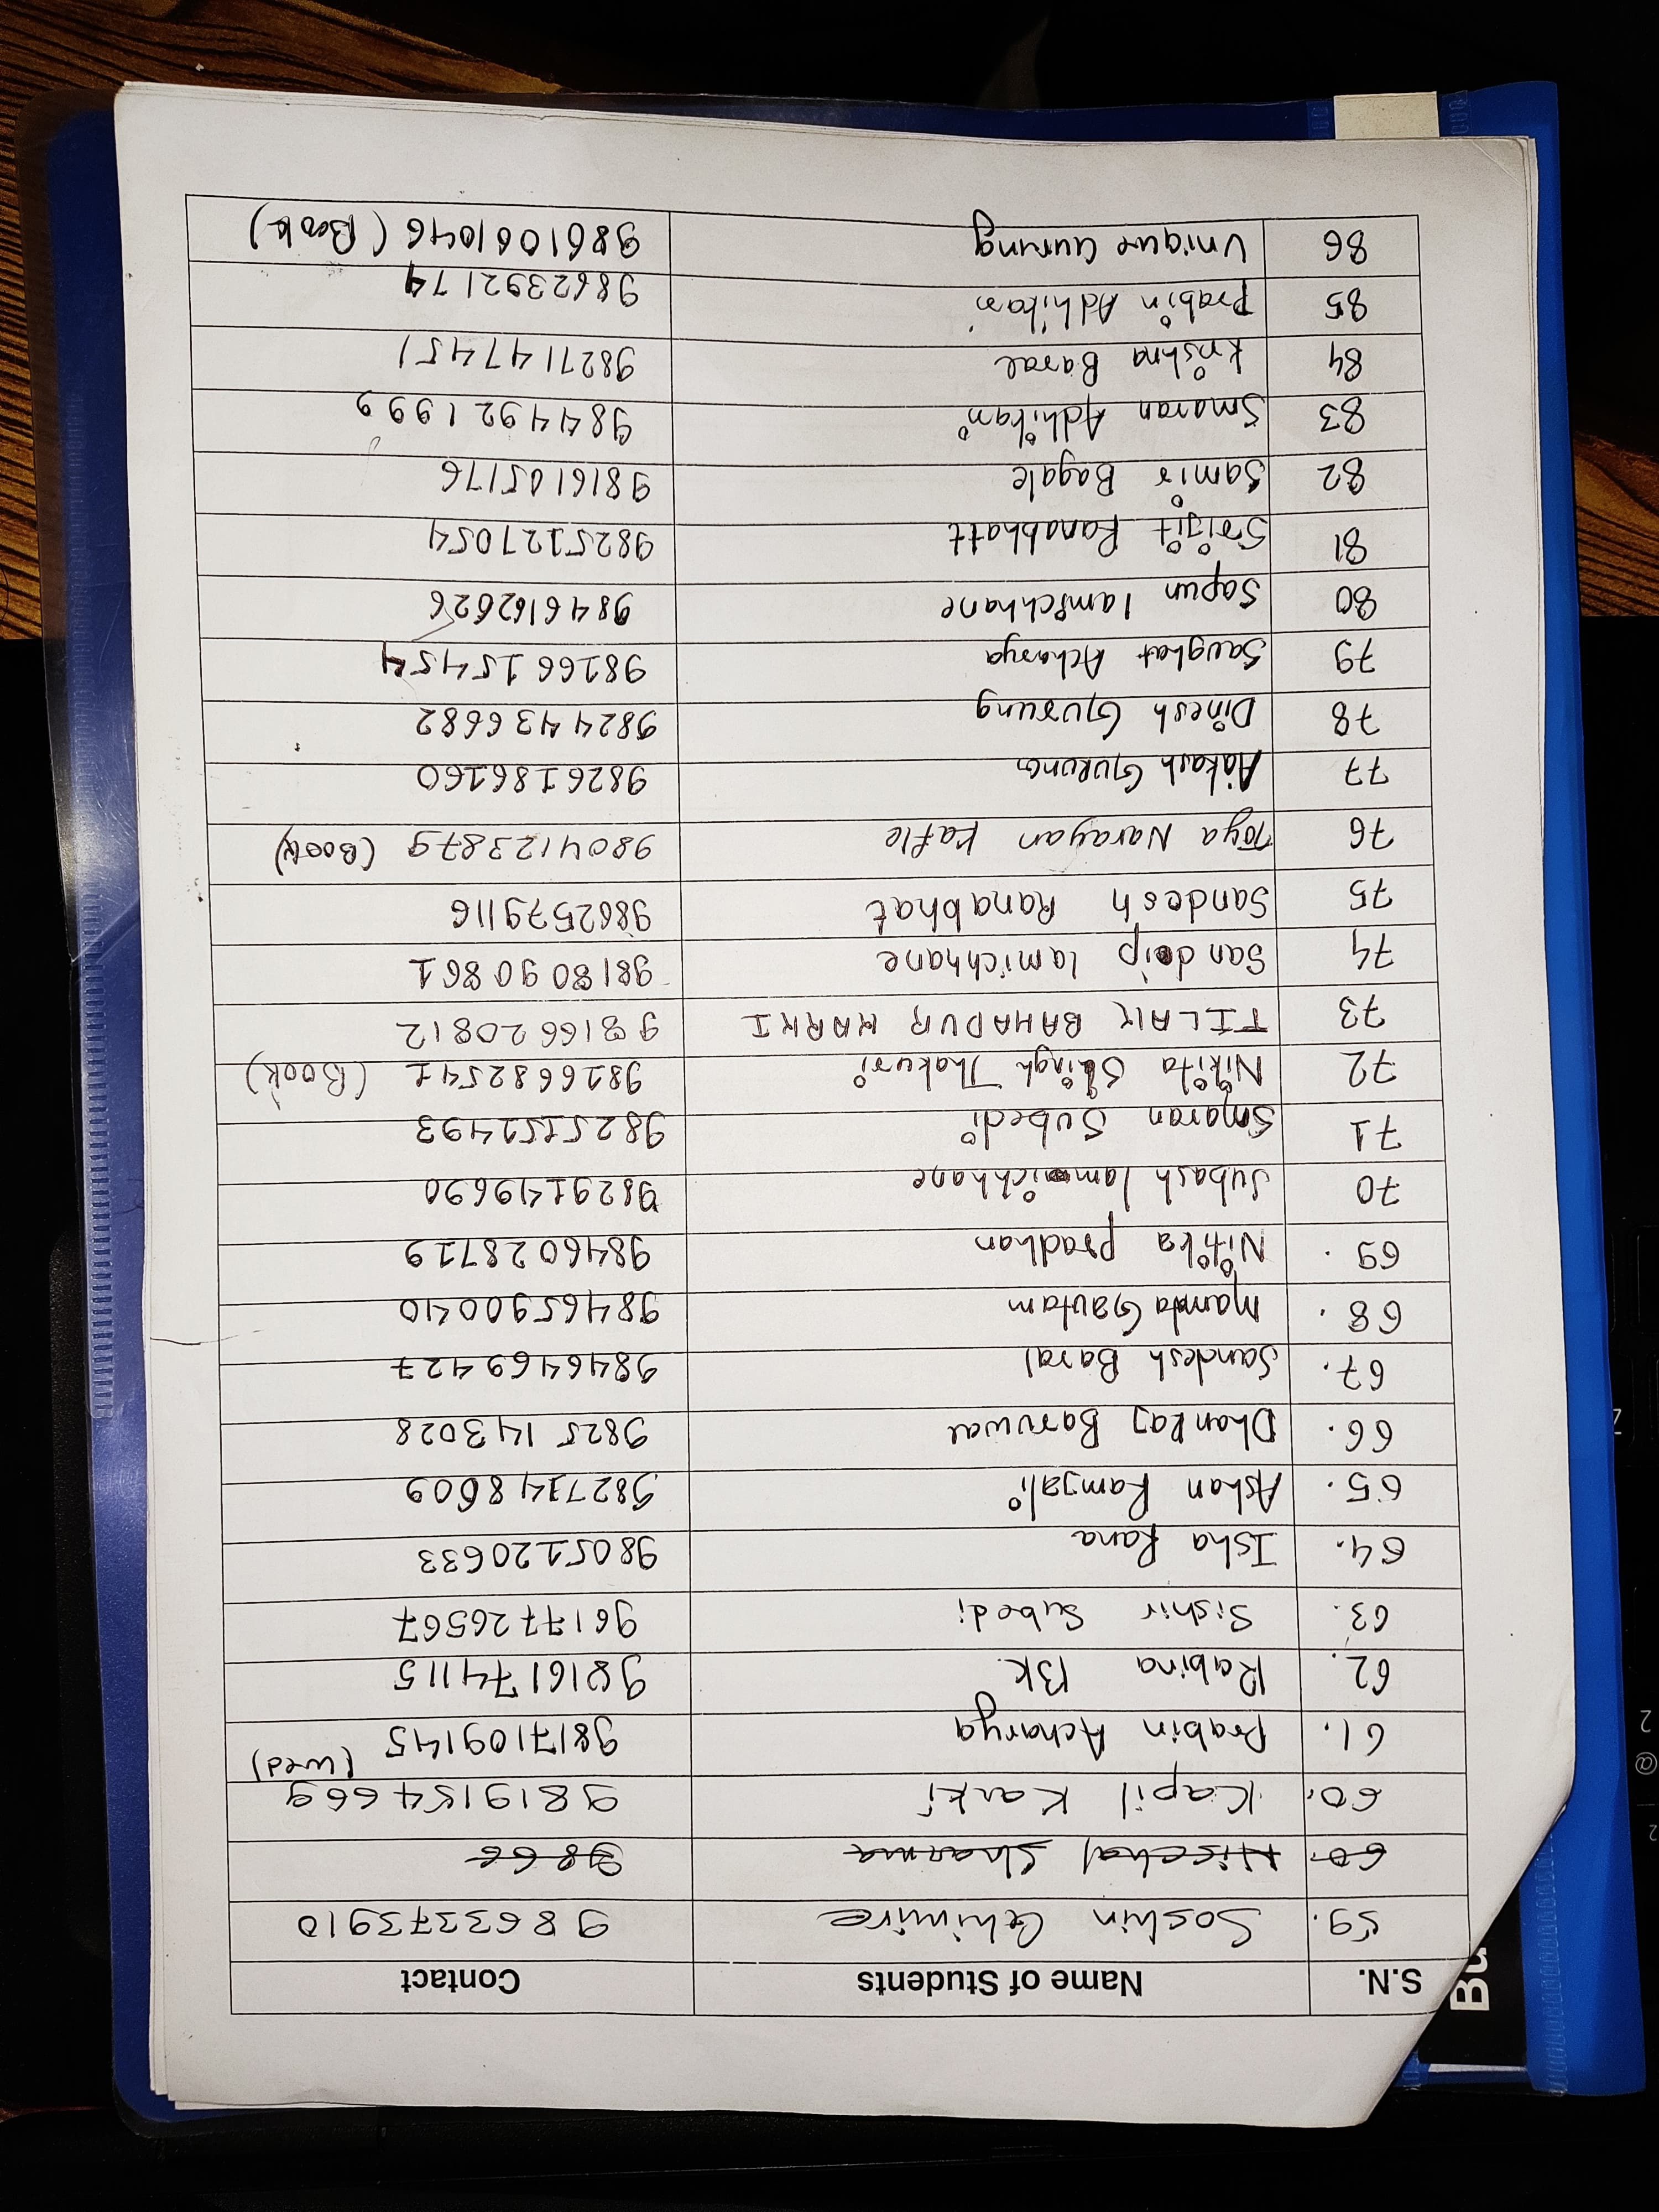 Bu
S.N. Name of Students Contact
59. Soshin Ghimire 9863373910
60. Nischal Sharma 9866
60. Kapil Karki 9819154669
(wed)
61. Prabin Acharya 9817109145
62. Rabina BK. 9816174115
63. Sishir Subedi 9617726567
64. Isha Rana 9805120633
65. Ashan Ramjali 9827148609
66. Dhan Raj Baruwal 9825 143028
67. Sandesh Baral 9846469427
68. Mamta Gautam 9846590040
69. Nitika pradhan 9846028719
70 Subash lamichhane 9829149690
71 Smaran Subedi 9825151493
72 Nikita Shingh Thakuri 9816682541 (Book)
73 TILAK BAHADUR KARKI 9816620812
74 Sandip lamichhane 9818090861
75 Sandesh Ranabhat 9862579116
76 Toya Narayan Kafle 9804123879 (Book)
77 Aakash GURUNG 9826186160
78 Dinesh Gurung 9824436682
79 Saughat Acharya 9816615454
80 Sapun lamichhane 9846162626
81 Srijit Ranabhatt 9825127054
82 Samir Bagale 9816105176
83 Smaran Adhikari 9844921999
84 Krishna Baral 9827147451
85 Prabin Adhikari 9862392174
86 Unique Gurung 9861061046 (Book)